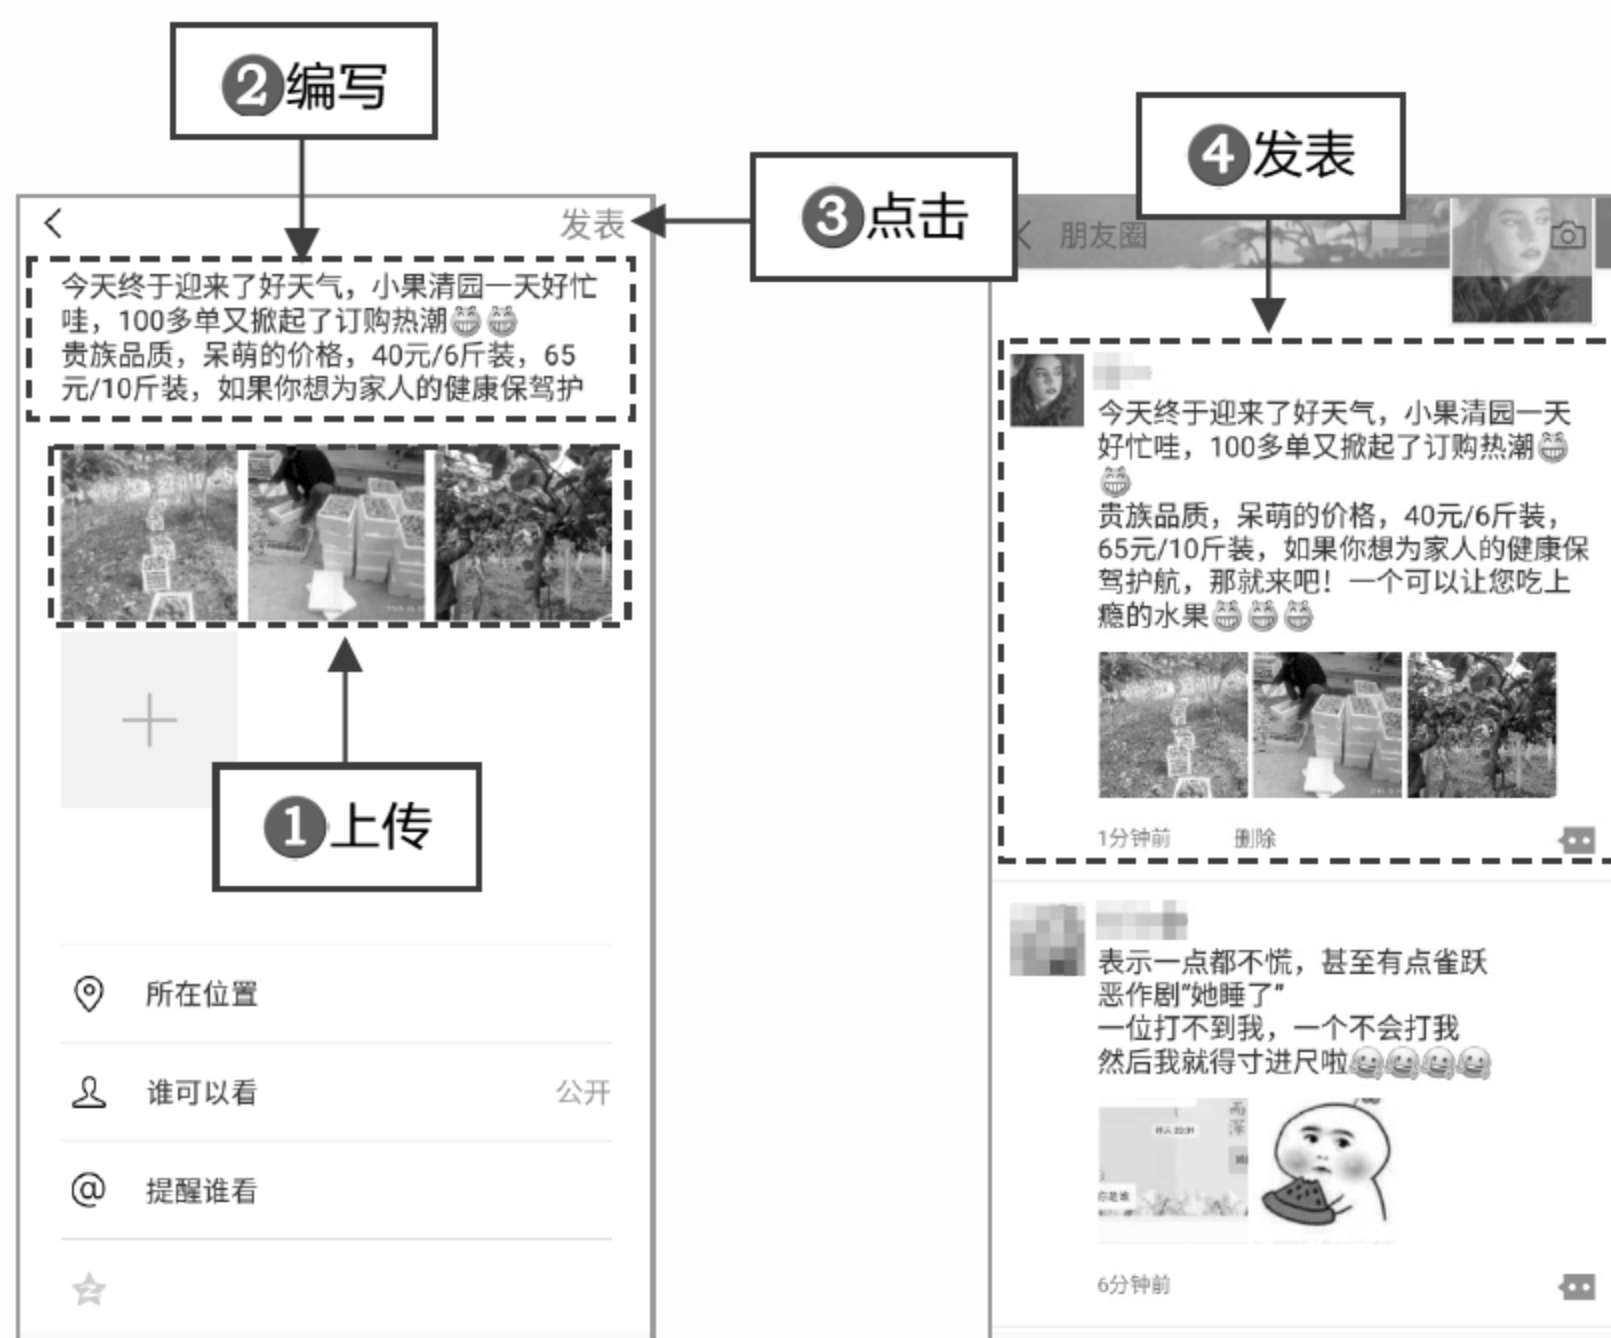 ❷编写
❸点击
❹发表
发表
今天终于迎来了好天气，小果清园一天好忙
哇，100多单又掀起了订购热潮😁😁
贵族品质，呆萌的价格，40元/6斤装，65
元/10斤装，如果你想为家人的健康保驾护
❶上传
所在位置
谁可以看
公开
提醒谁看
朋友圈
今天终于迎来了好天气，小果清园一天
好忙哇，100多单又掀起了订购热潮😁
😁
贵族品质，呆萌的价格，40元/6斤装，
65元/10斤装，如果你想为家人的健康保
驾护航，那就来吧！一个可以让您吃上
瘾的水果😁😁😁
1分钟前
删除
表示一点都不慌，甚至有点雀跃
恶作剧“她睡了”
一位打不到我，一个不会打我
然后我就得寸进尺啦🤗🤗🤗🤗
你是谁
6分钟前